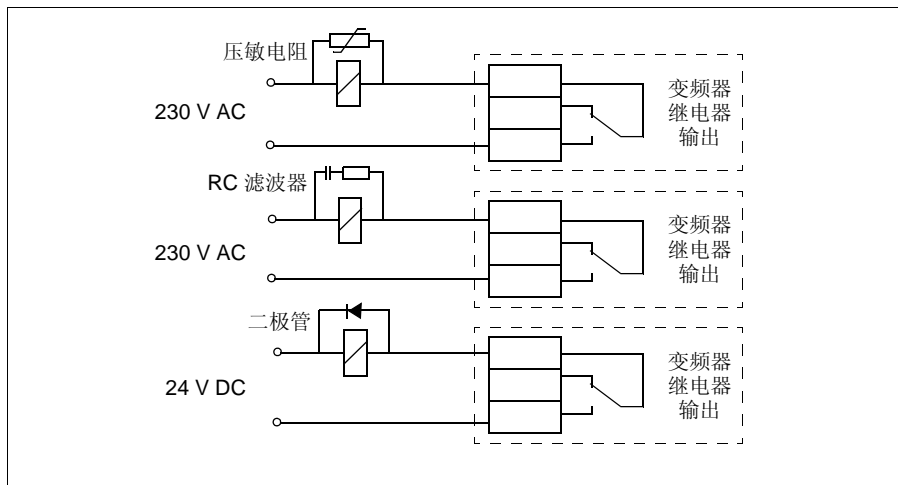 压敏电阻
230 V AC
变频器
继电器
输出
RC 滤波器
230 V AC
变频器
继电器
输出
二极管
24 V DC
变频器
继电器
输出